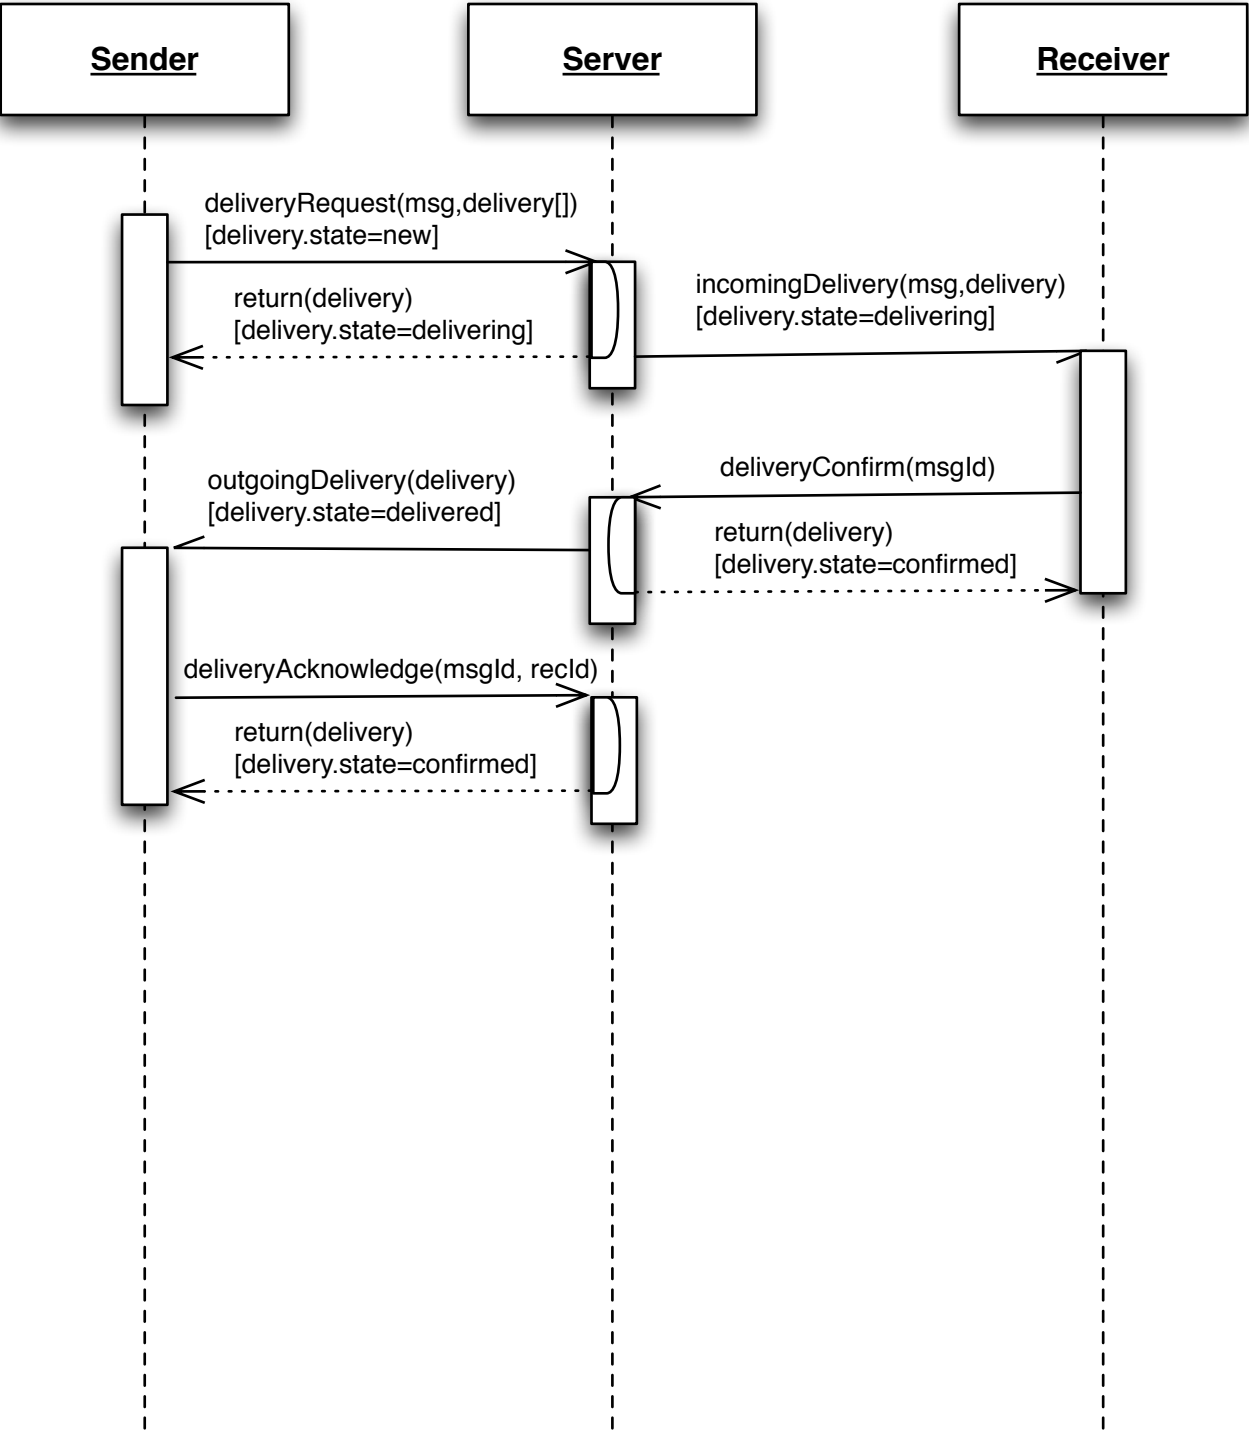 Sender
Server
Receiver
deliveryRequest(msg,delivery[])
[delivery.state=new]
incomingDelivery(msg,delivery)
[delivery.state=delivering]
return(delivery)
[delivery.state=delivering]
deliveryConfirm(msgId)
outgoingDelivery(delivery)
[delivery.state=delivered]
return(delivery)
[delivery.state=confirmed]
deliveryAcknowledge(msgId, recId)
return(delivery)
[delivery.state=confirmed]